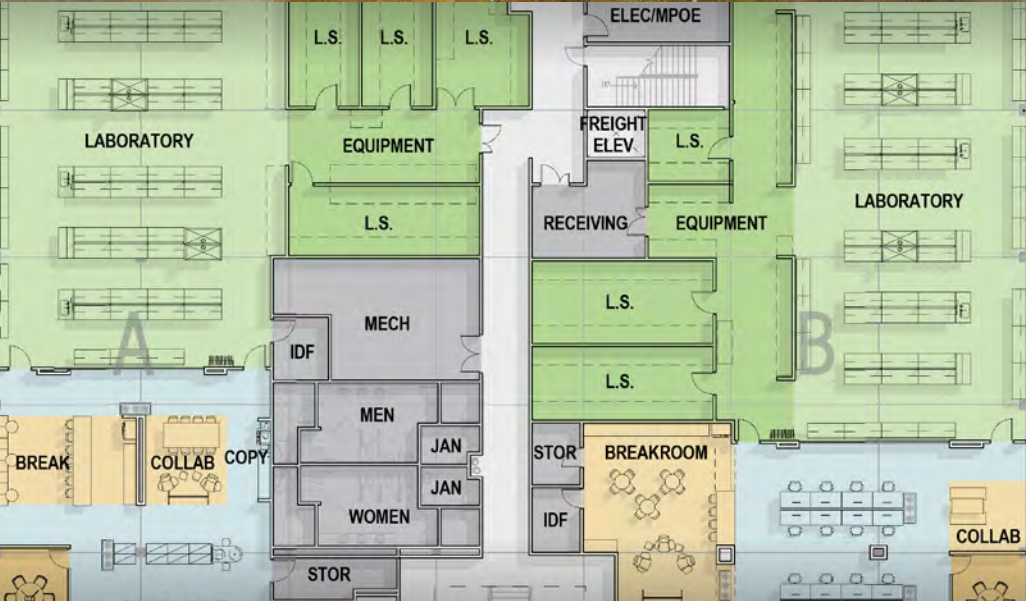 ELEC/MPOE
L.S.
L.S.
L.S.
FREIGHT
ELEV
LABORATORY
EQUIPMENT
L.S.
LABORATORY
L.S.
RECEIVING
EQUIPMENT
L.S.
MECH
IDF
A
B
L.S.
MEN
JAN
BREAK
COLLAB
COPY
STOR
BREAKROOM
JAN
WOMEN
IDF
COLLAB
STOR